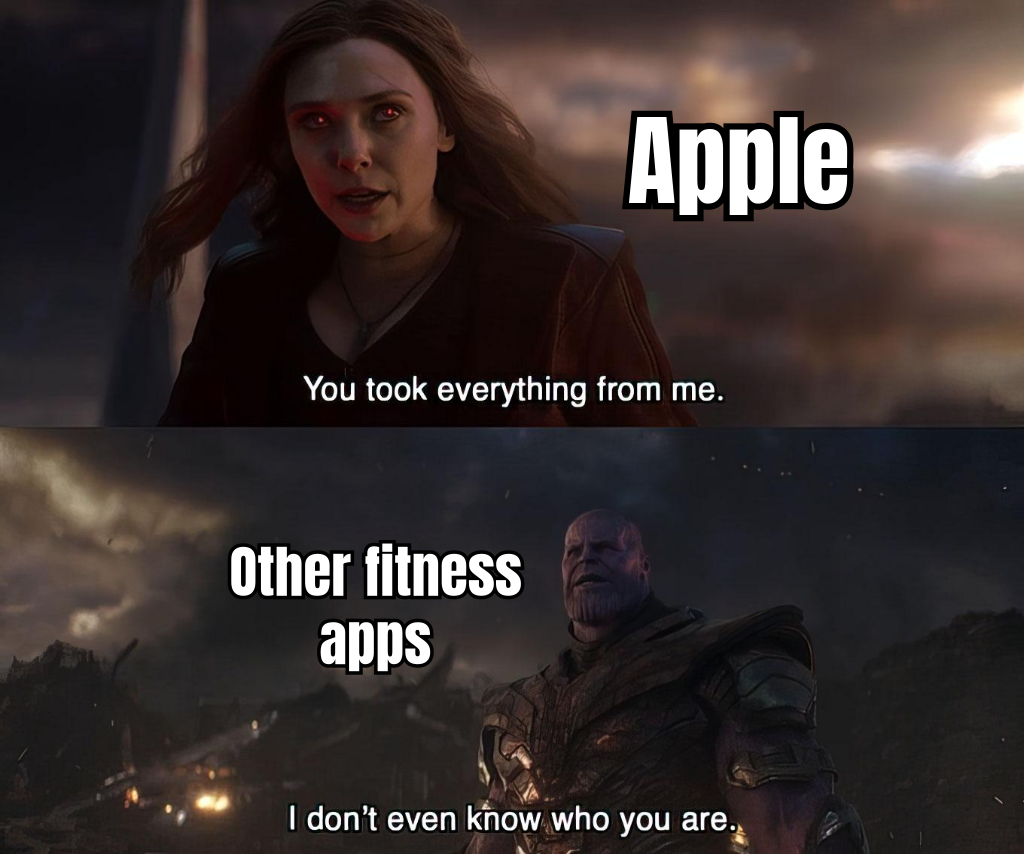 Apple
You took everything from me.
Other fitness
apps
I don't even know who you are.